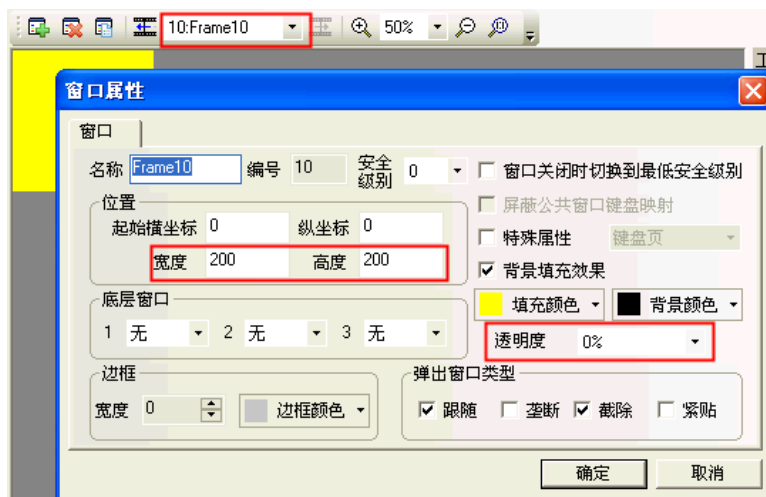 10:Frame10 50%
工
窗口属性
窗口
名称 Frame10 编号 10 安全级别 0 窗口关闭时切换到最低安全级别
位置 屏蔽公共窗口键盘映射
起始横坐标 0 纵坐标 0 特殊属性 键盘页
宽度 200 高度 200 背景填充效果
底层窗口 填充颜色 背景颜色
1 无 2 无 3 无 透明度 0%
边框 弹出窗口类型
宽度 0 边框颜色 跟随 垄断 截除 紧贴
确定 取消